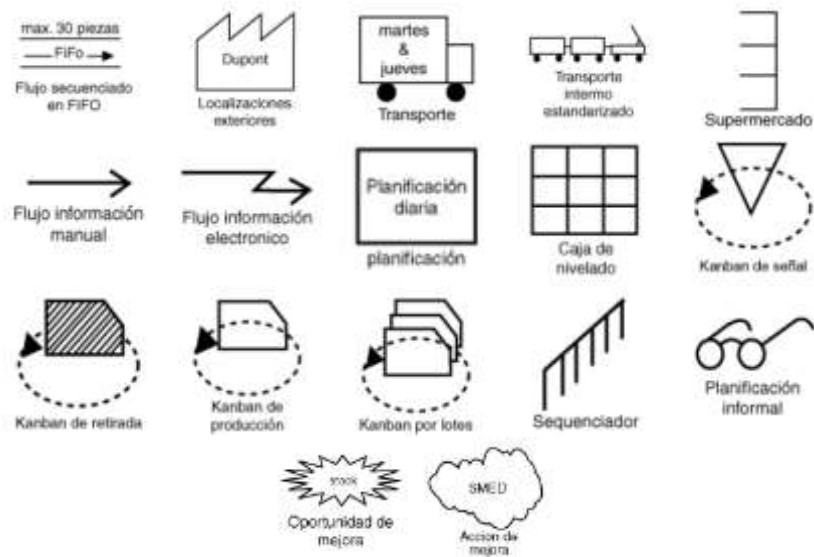 max. 30 piezas
FiFo
Flujo secuenciado
en FIFO
Dupont
Localizaciones
exteriores
martes
&
jueves
Transporte
Transporte
interno
estandarizado
Supermercado
Flujo información
manual
Flujo información
electronico
Planificación
diaria
planificación
Caja de
nivelado
Kanban de señal
Kanban de retirada
Kanban de
producción
Kanban por lotes
Sequenciador
Planificación
informal
stock
Oportunidad de
mejora
SMED
Accion de
mejora